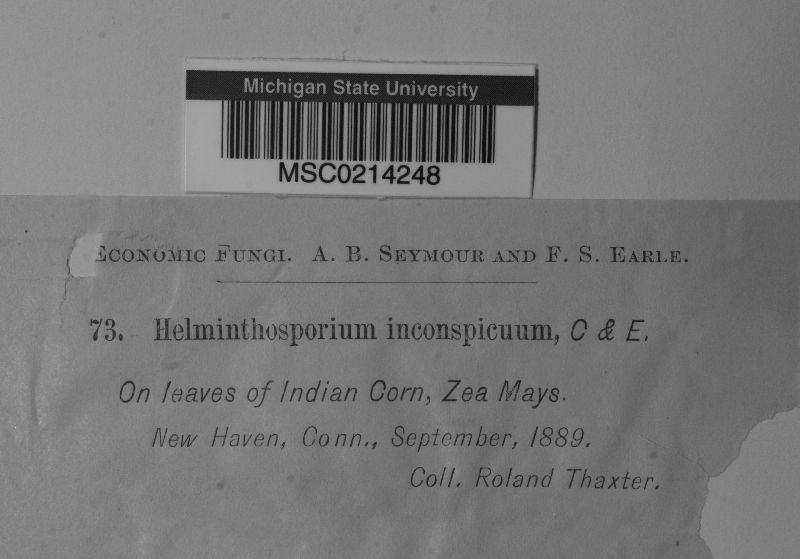 Michigan State University
MSC0214248
Economic Fungi. A. B. Seymour and F. S. Earle.
73. Helminthosporium inconspicuum, C & E.
On leaves of Indian Corn, Zea Mays.
New Haven, Conn., September, 1889.
Coll. Roland Thaxter.